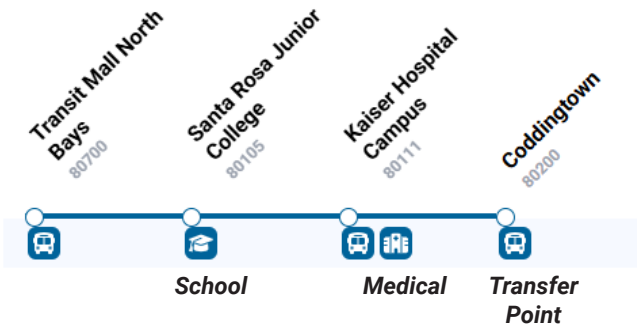 Transit Mall North
Bays
80700
Santa Rosa Junior
College
80105
Kaiser Hospital
Campus
80111
Coddingtown
80200
School
Medical
Transfer
Point